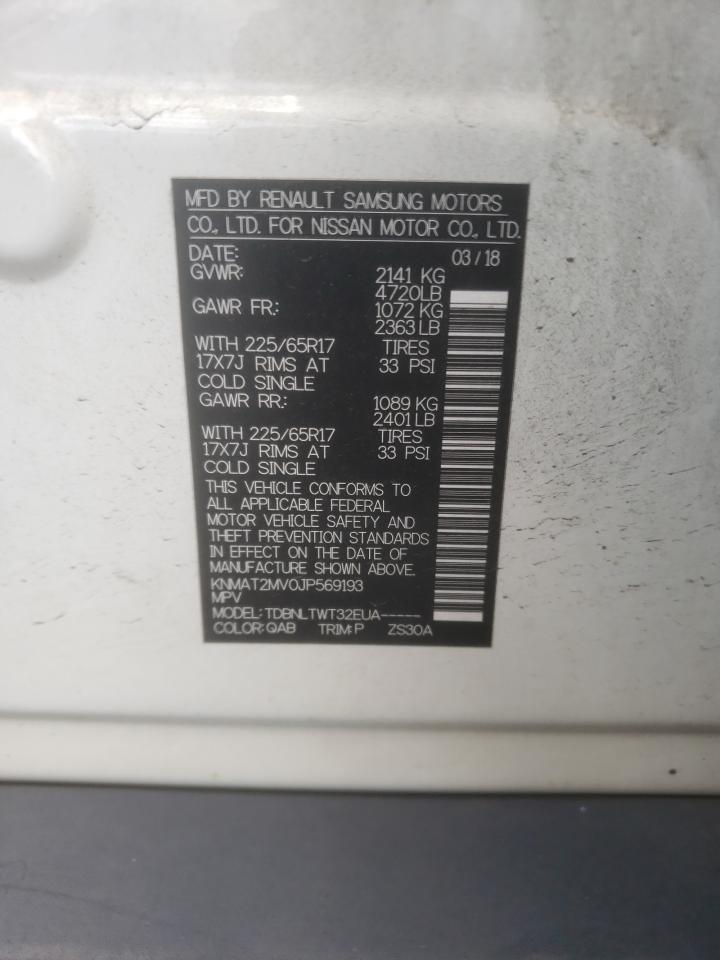 MFD BY RENAULT SAMSUNG MOTORS
CO., LTD. FOR NISSAN MOTOR CO., LTD.
DATE: 03 / 18
GVWR: 2141 KG
4720LB
GAWR FR.: 1072 KG
2363 LB
WITH 225/65R17 TIRES
17X7J RIMS AT 33 PSI
COLD SINGLE
GAWR RR.: 1089 KG
2401 LB
WITH 225/65R17 TIRES
17X7J RIMS AT 33 PSI
COLD SINGLE
THIS VEHICLE CONFORMS TO
ALL APPLICABLE FEDERAL
MOTOR VEHICLE SAFETY AND
THEFT PREVENTION STANDARDS
IN EFFECT ON THE DATE OF
MANUFACTURE SHOWN ABOVE.
KNMAT2MV0JP569193
MPV
MODEL: TDBNLTWT32EUA-----
COLOR: QAB TRIM: P ZS30A